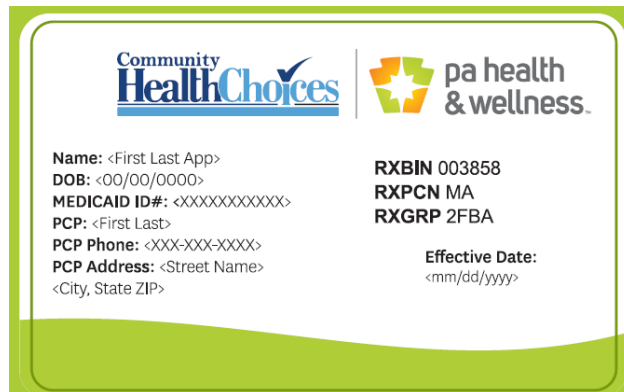 Community
HealthChoices
pa health
& wellness™
Name: <First Last App>
DOB: <00/00/0000>
MEDICAID ID#: <XXXXXXXXXXX>
PCP: <First Last>
PCP Phone: <XXX-XXX-XXXX>
PCP Address: <Street Name>
<City, State ZIP>
RXBIN 003858
RXPCN MA
RXGRP 2FBA
Effective Date:
<mm/dd/yyyy>